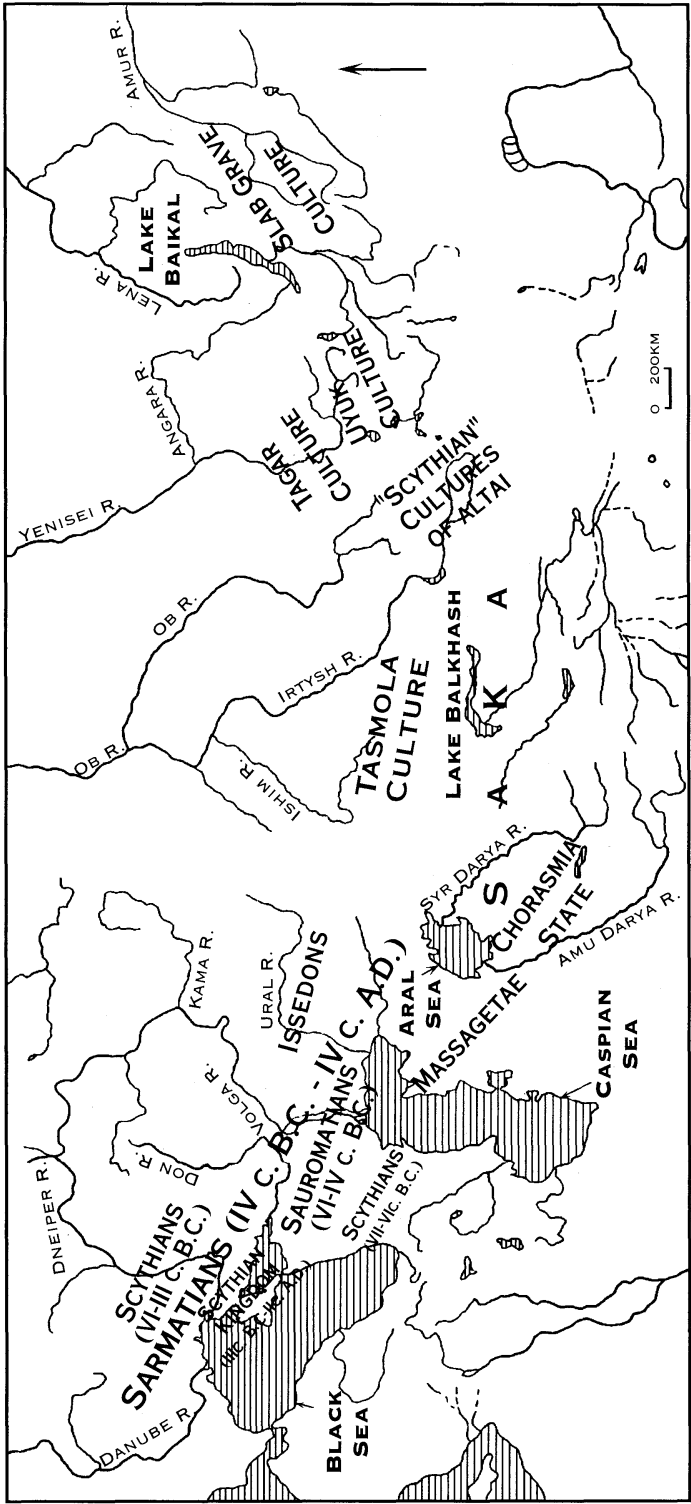 DANUBE R.
DNEIPER R.
SCYTHIANS
(VI-III C. B.C.)
SARMATIANS (IV C. B.C. - IV C. A.D.)
SCYTHIAN
KINGDOM
BLACK
SEA
DON R.
VOLGA R.
KAMA R.
URAL R.
ISSEDONS
SAUROMATIANS
(VI-IV C. B.C.)
SCYTHIANS
(VII-VIC. B.C.)
CASPIAN
SEA
MASSAGETAE
ARAL
SEA
SYR DARYA R.
AMU DARYA R.
CHORASMIA
STATE
S A K A
OB R.
ISHIM R.
IRTYSH R.
OB R.
TASMOLA
CULTURE
LAKE BALKHASH
YENISEI R.
ANGARA R.
TAGAR
CULTURE
UYUK
CULTURE
"SCYTHIAN"
CULTURES
OF ALTAI
LENA R.
LAKE
BAIKAL
SLAB GRAVE
CULTURE
AMUR R.
0 200KM